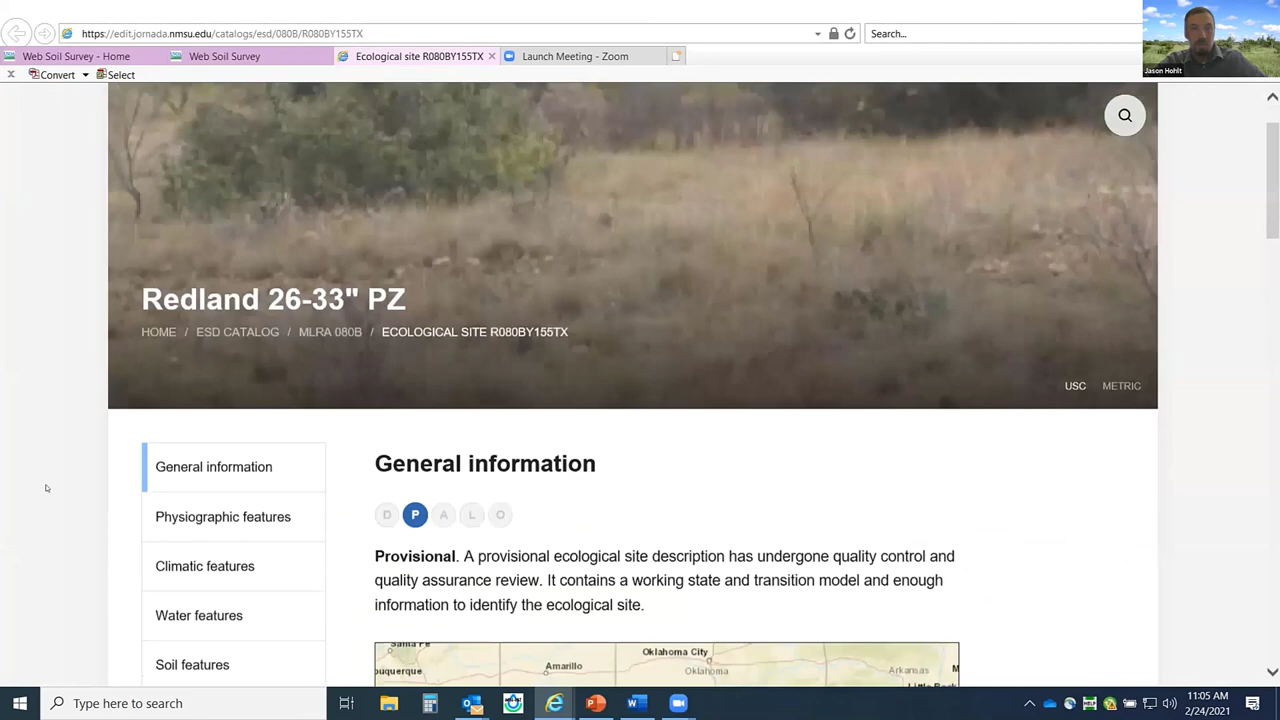 https://edit.jornada.nmsu.edu/catalogs/esd/080B/R080BY155TX
Search...
Web Soil Survey - Home
Web Soil Survey
Ecological site R080BY155TX
Launch Meeting - Zoom
Convert
Select
Jason Hohlt
Redland 26-33" PZ
HOME / ESD CATALOG / MLRA 080B / ECOLOGICAL SITE R080BY155TX
USC METRIC
General information
Physiographic features
Climatic features
Water features
Soil features
General information
D P A L O
Provisional. A provisional ecological site description has undergone quality control and
quality assurance review. It contains a working state and transition model and enough
information to identify the ecological site.
Santa Fe
Oklahoma City
buquerque
Amarillo
Oklahoma
Arkansas
M
Little Rock
Type here to search
11:05 AM
2/24/2021